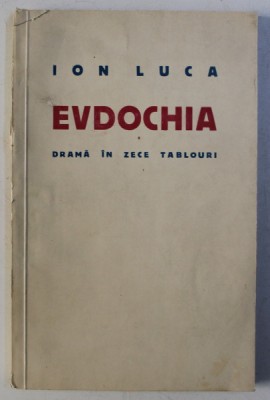 ION LUCA
EVDOCHIA
DRAMĂ ÎN ZECE TABLOURI